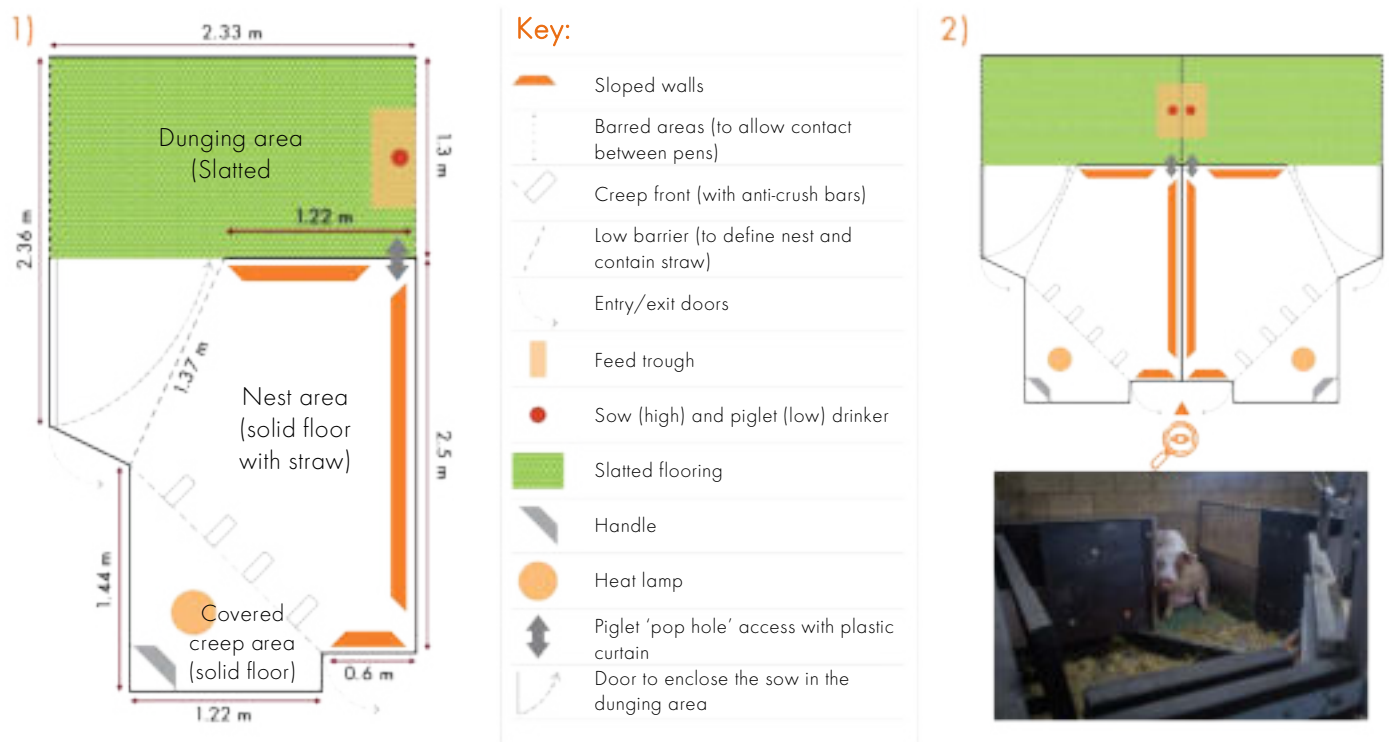 1)
2.33 m
Dunging area
(Slatted
1.3 m
1.22 m
2.36 m
1.37 m
Nest area
(solid floor
with straw)
2.5 m
1.44 m
Covered
creep area
(solid floor)
0.6 m
1.22 m
Key:
Sloped walls
Barred areas (to allow contact
between pens)
Creep front (with anti-crush bars)
Low barrier (to define nest and
contain straw)
Entry/exit doors
Feed trough
Sow (high) and piglet (low) drinker
Slatted flooring
Handle
Heat lamp
Piglet ‘pop hole’ access with plastic
curtain
Door to enclose the sow in the
dunging area
2)